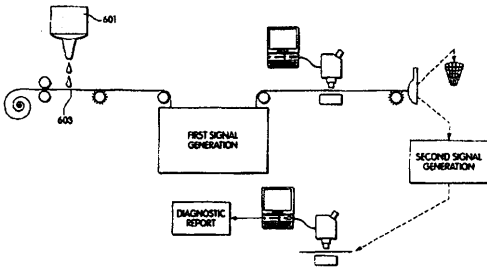 601
603
FIRST SIGNAL
GENERATION
SECOND SIGNAL
GENERATION
DIAGNOSTIC
REPORT